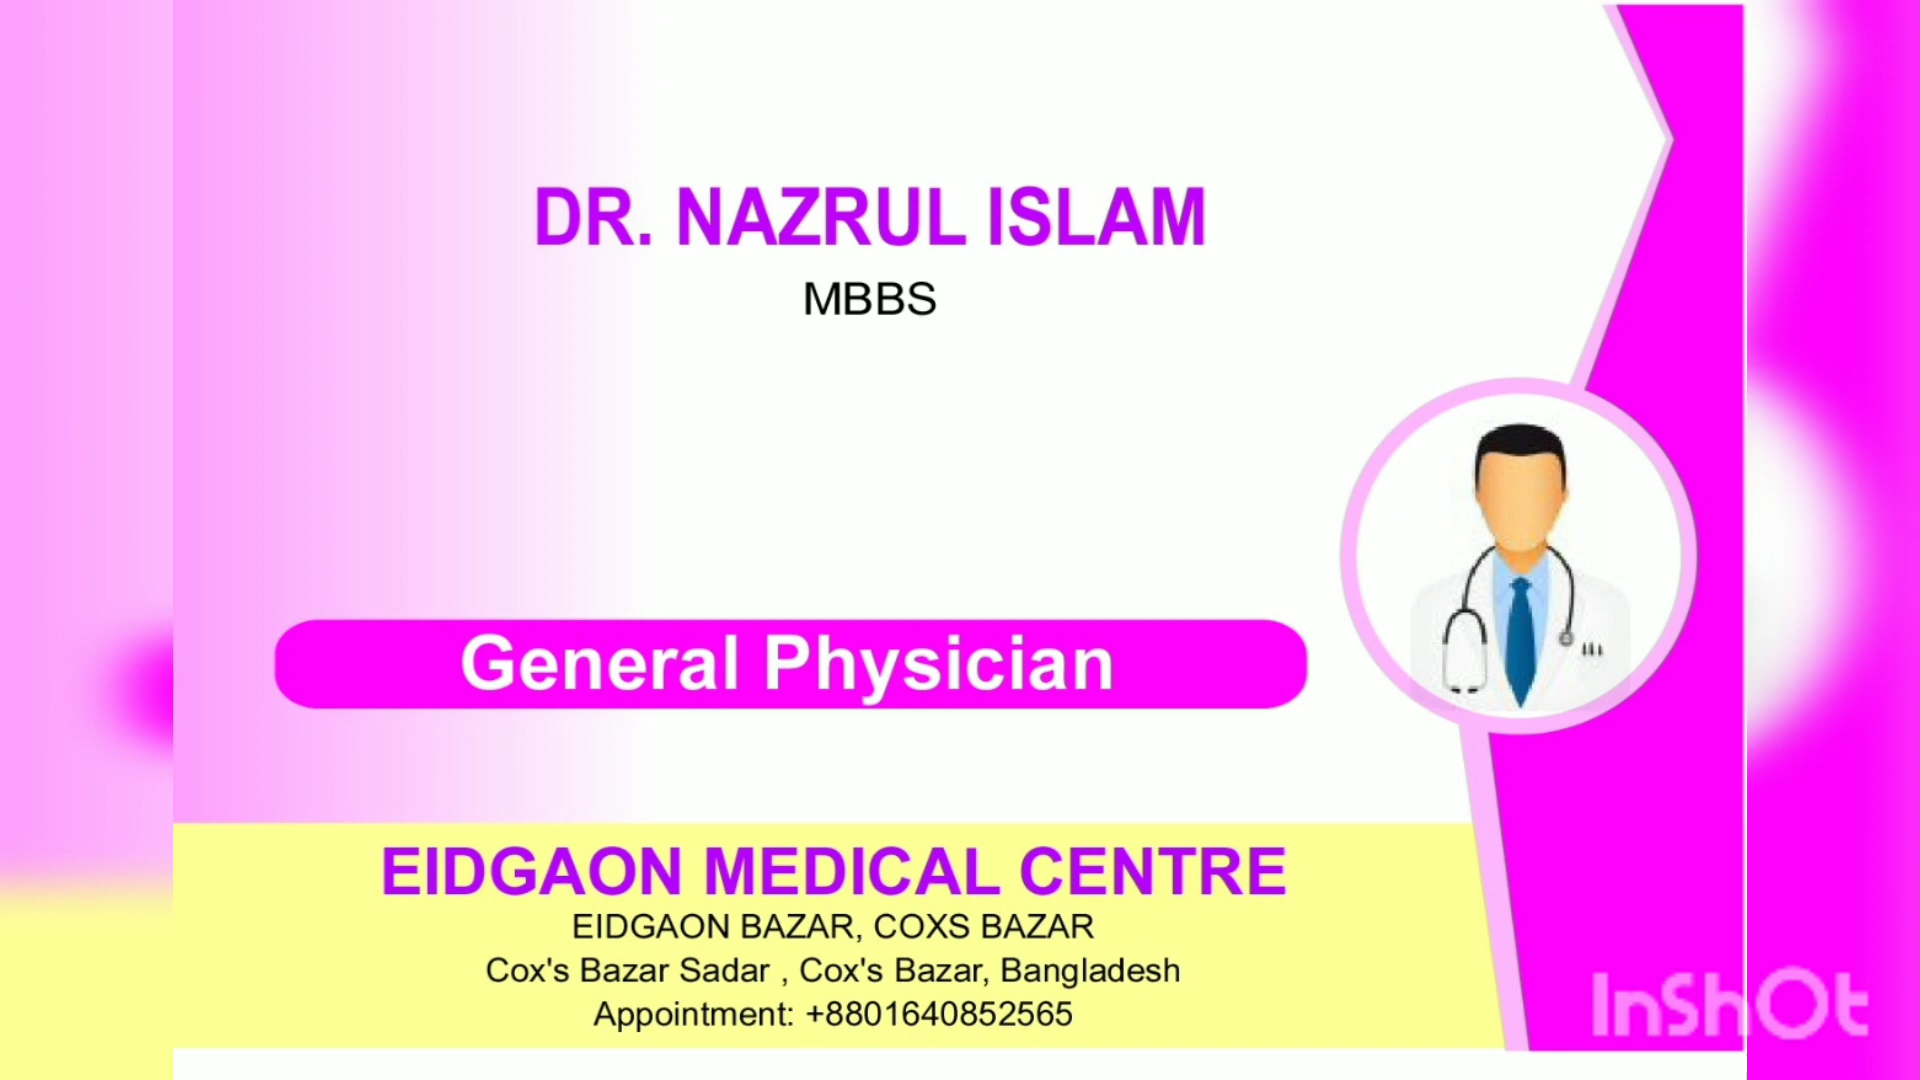 DR. NAZRUL ISLAM
MBBS
General Physician
EIDGAON MEDICAL CENTRE
EIDGAON BAZAR, COXS BAZAR
Cox's Bazar Sadar , Cox's Bazar, Bangladesh
Appointment: +8801640852565
InShOt